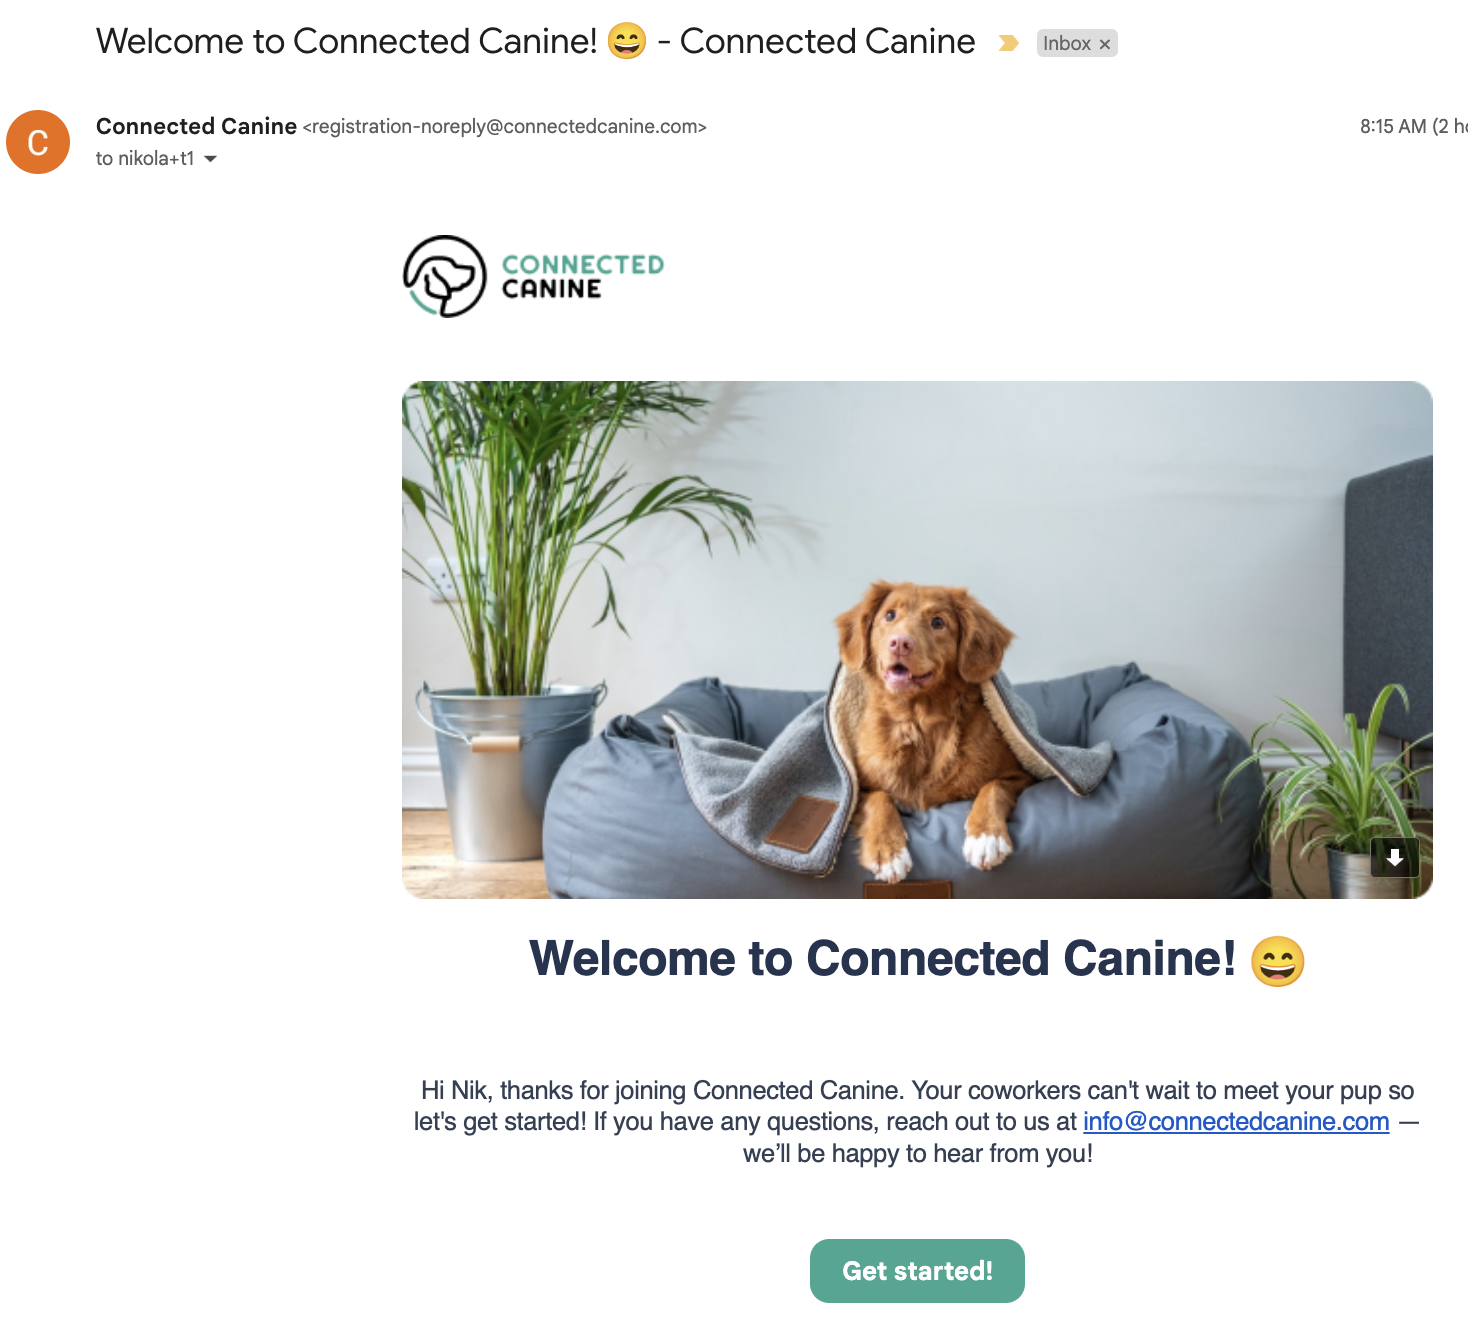 Welcome to Connected Canine! 😄 - Connected Canine Inbox ×
C
Connected Canine <registration-noreply@connectedcanine.com>
8:15 AM (2 ho
to nikola+t1
CONNECTED
CANINE
Welcome to Connected Canine! 😄
Hi Nik, thanks for joining Connected Canine. Your coworkers can't wait to meet your pup so
let's get started! If you have any questions, reach out to us at info@connectedcanine.com —
we’ll be happy to hear from you!
Get started!